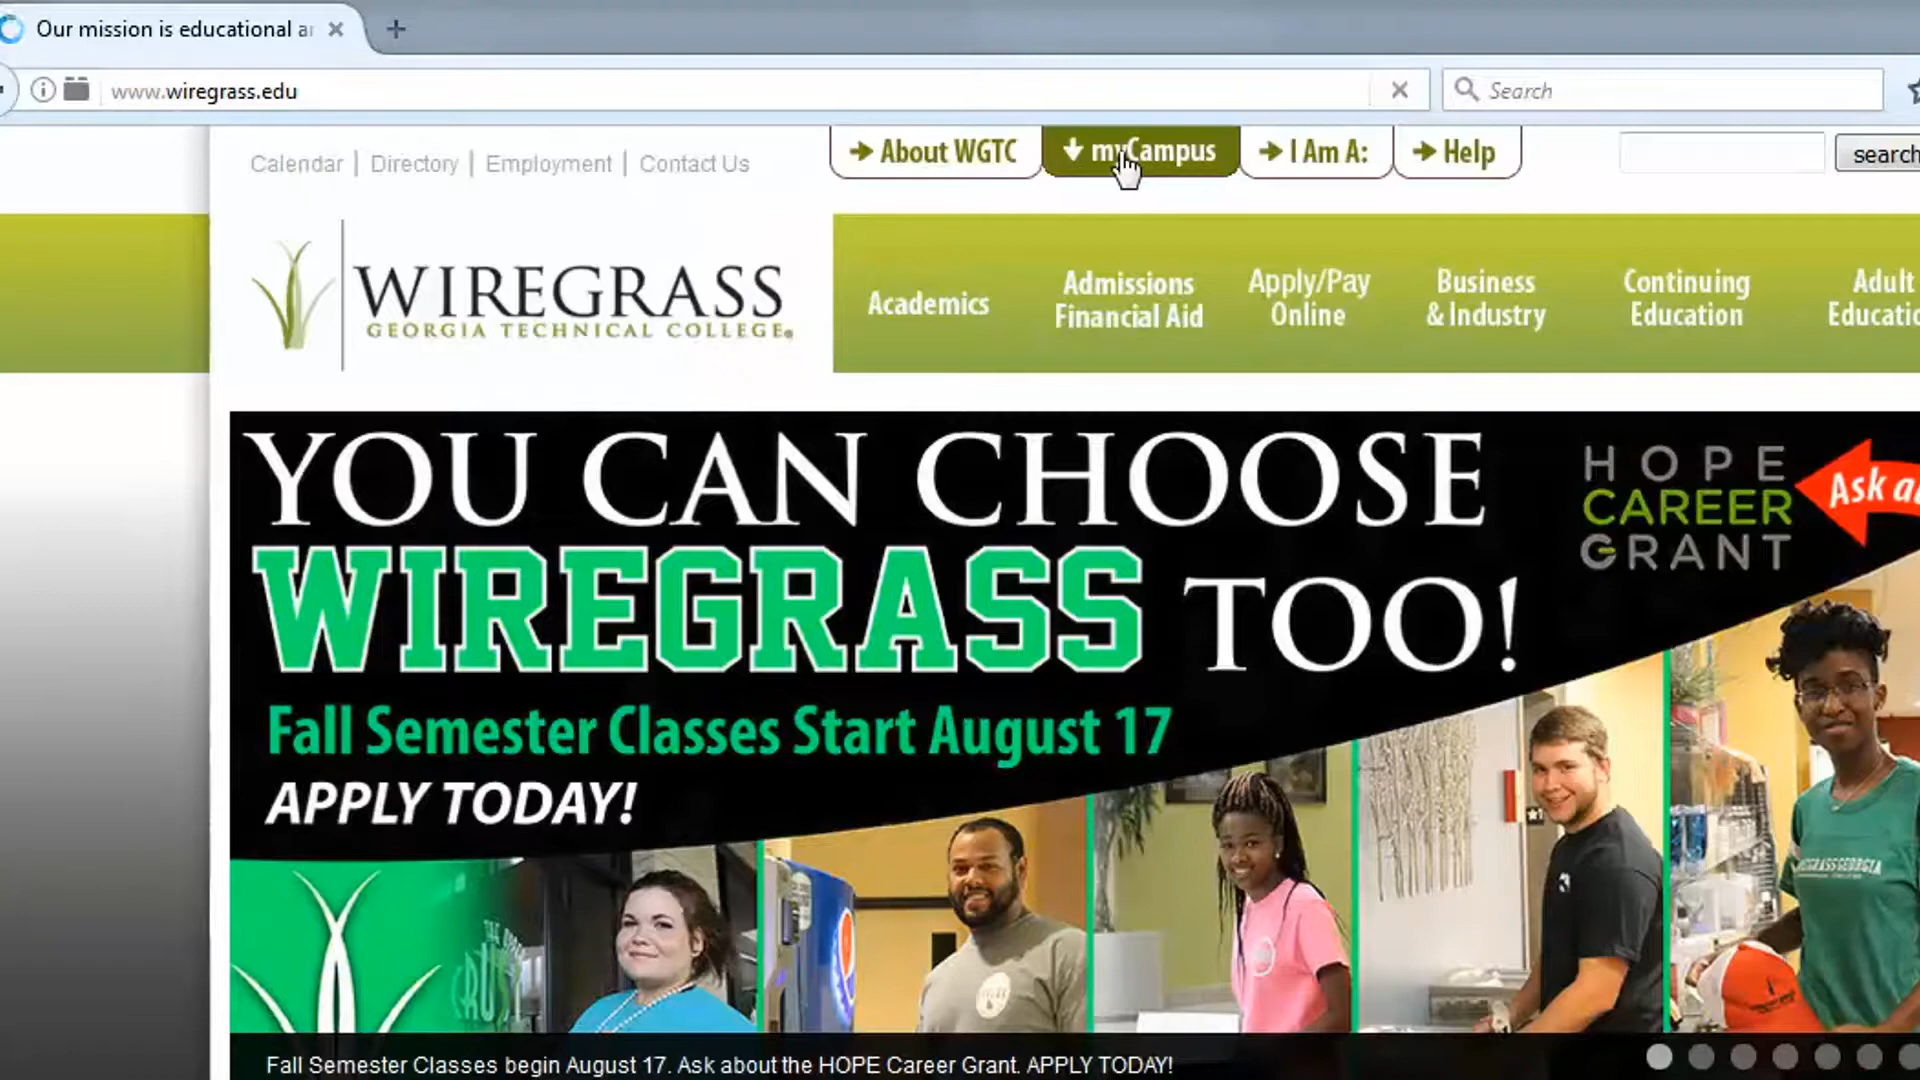 Our mission is educational
www.wiregrass.edu
Search
Calendar | Directory | Employment | Contact Us
About WGTC
myCampus
I Am A:
Help
search
WIREGRASS
GEORGIA TECHNICAL COLLEGE
Academics
Admissions
Financial Aid
Apply/Pay
Online
Business
& Industry
Continuing
Education
Adult
Educatio
YOU CAN CHOOSE
WIREGRASS TOO!
HOPE
CAREER
GRANT
Ask
Fall Semester Classes Start August 17
APPLY TODAY!
Fall Semester Classes begin August 17. Ask about the HOPE Career Grant. APPLY TODAY!